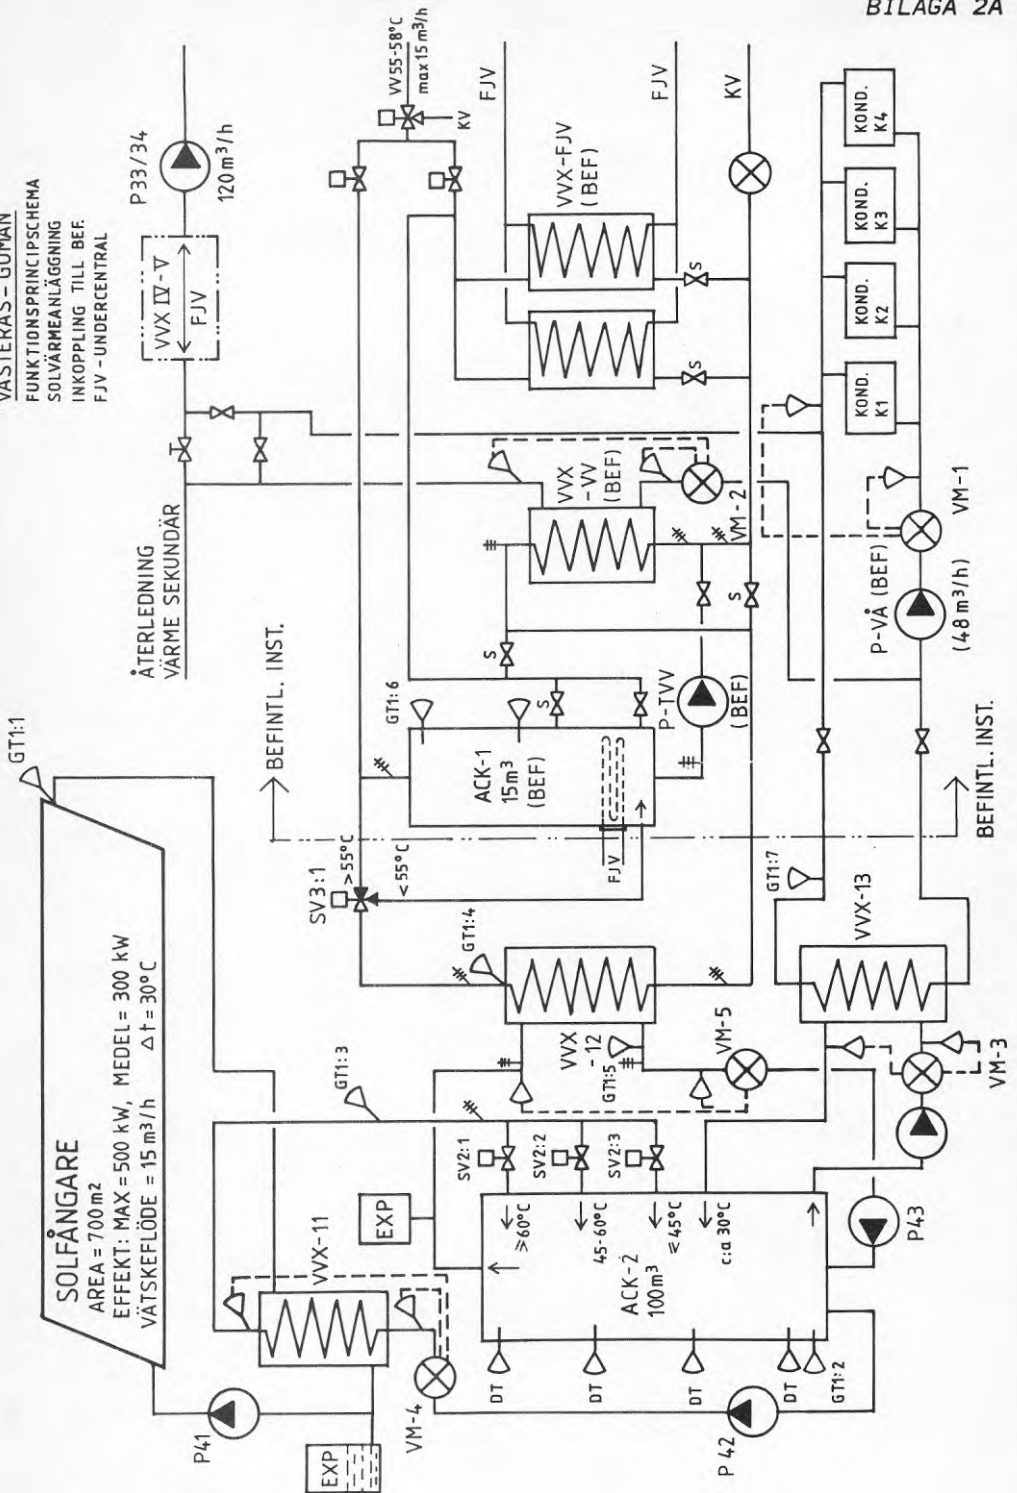 BILAGA 2A
VÄSTERÅS - GUMAN
FUNKTIONSPRINCIPSCHEMA
SOLVÄRMEANLÄGGNING
INKOPPLING TILL BEF.
FJV - UNDERCENTRAL
SOLFÅNGARE
AREA = 700 m2
EFFEKT: MAX = 500 kW, MEDEL = 300 kW
VÄTSKEFLÖDE = 15 m³/h Δt = 30°C
GT1:1
ÅTERLEDNING
VÄRME SEKUNDÄR
VVX IV - V
FJV
P33/34
120 m³/h
BEFINTL. INST.
P41
EXP
VVX-11
VM-4
GT1:3
EXP
SV3:1
>55°C
<55°C
GT1:6
ACK-1
15m³
(BEF)
FJV
S
S
P-TVV
(BEF)
VVX
-VV
(BEF)
VM-2
S
VV55-58°C
max 15 m³/h
KV
VVX-FJV
(BEF)
S
S
FJV
FJV
KV
GT1:4
VVX
-12
GT1:5
VM-5
SV2:1
SV2:2
SV2:3
≥60°C
45-60°C
≤45°C
c:a 30°C
ACK-2
100m³
DT
DT
DT
DT
GT1:2
P42
P43
VM-3
VVX-13
GT1:7
BEFINTL. INST.
P-VÅ (BEF)
(48 m³/h)
VM-1
KOND.
K1
KOND.
K2
KOND.
K3
KOND.
K4